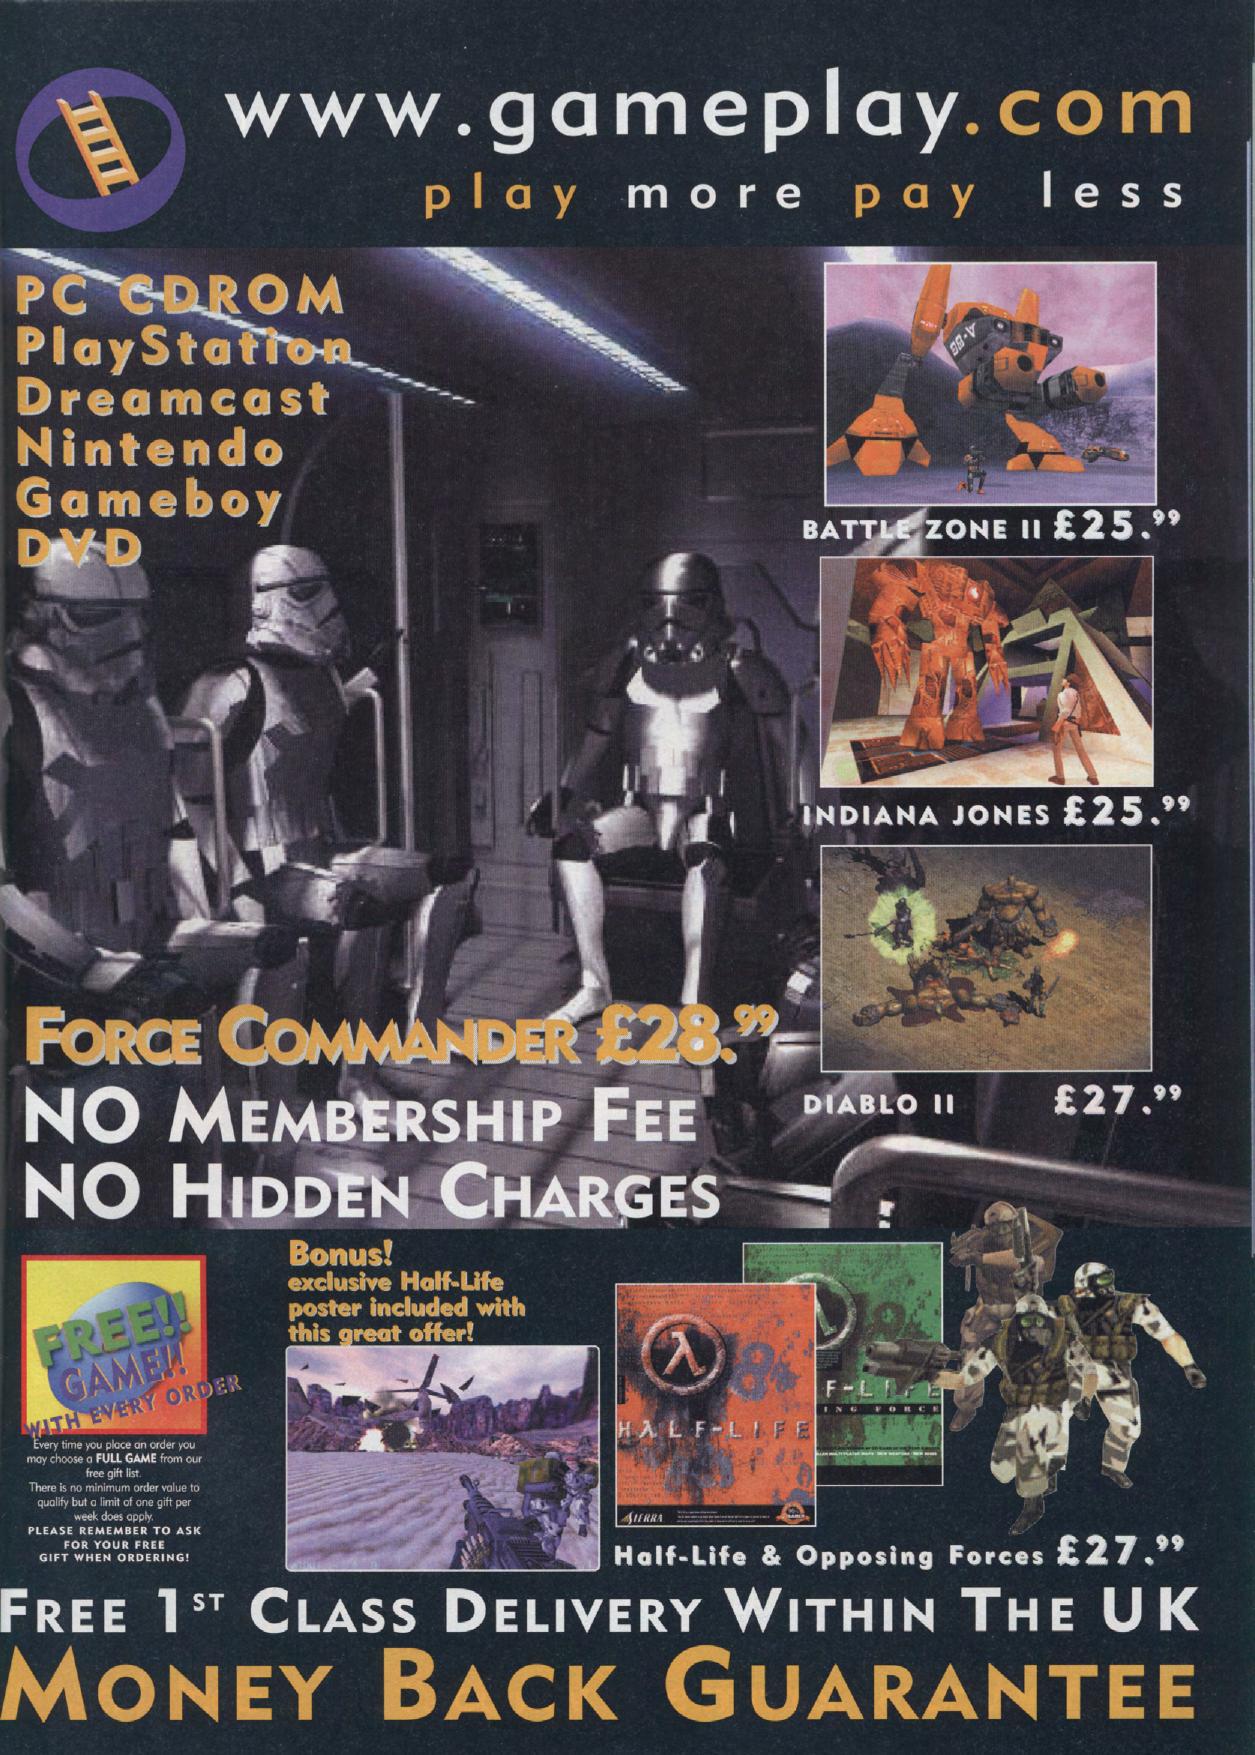 www.gameplay.com
play more pay less
PC CDROM
PlayStation
Dreamcast
Nintendo
Gameboy
DVD
BATTLE ZONE II £25.99
INDIANA JONES £25.99
DIABLO II £27.99
FORCE COMMANDER £28.99
NO MEMBERSHIP FEE
NO HIDDEN CHARGES
FREE!!
GAME!!
WITH EVERY ORDER
Every time you place an order you
may choose a FULL GAME from our
free gift list.
There is no minimum order value to
qualify but a limit of one gift per
week does apply.
PLEASE REMEMBER TO ASK
FOR YOUR FREE
GIFT WHEN ORDERING!
Bonus!
exclusive Half-Life
poster included with
this great offer!
HALF-LIFE
SIERRA
F-LIFE
ING FORCE
Half-Life & Opposing Forces £27.99
FREE 1ST CLASS DELIVERY WITHIN THE UK
MONEY BACK GUARANTEE